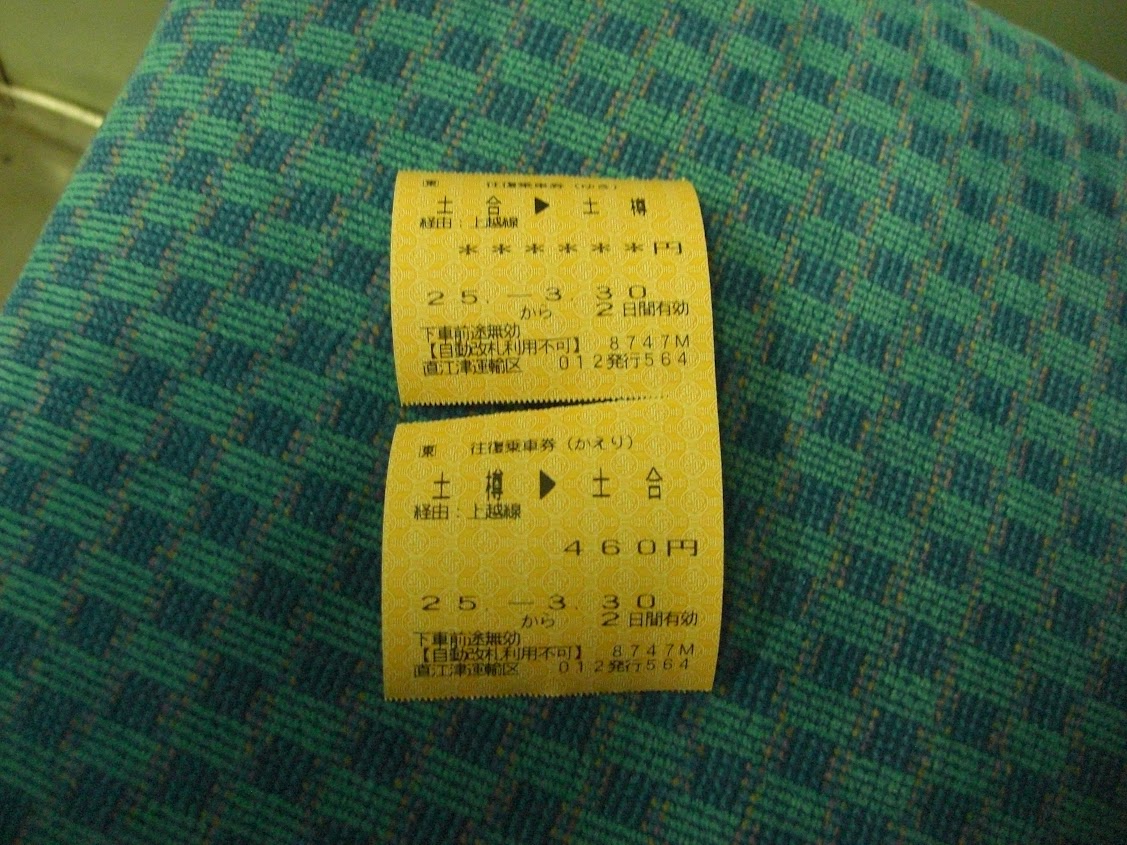 東 往復乗車券 (ゆき)
土合 ▶ 土樽
経由:上越線
******円
25.-3.30
から 2日間有効
下車前途無効
【自動改札利用不可】 8747M
直江津運輸区 012発行564
東 往復乗車券 (かえり)
土樽 ▶ 土合
経由:上越線
460円
25.-3.30
から 2日間有効
下車前途無効
【自動改札利用不可】 8747M
直江津運輸区 012発行564